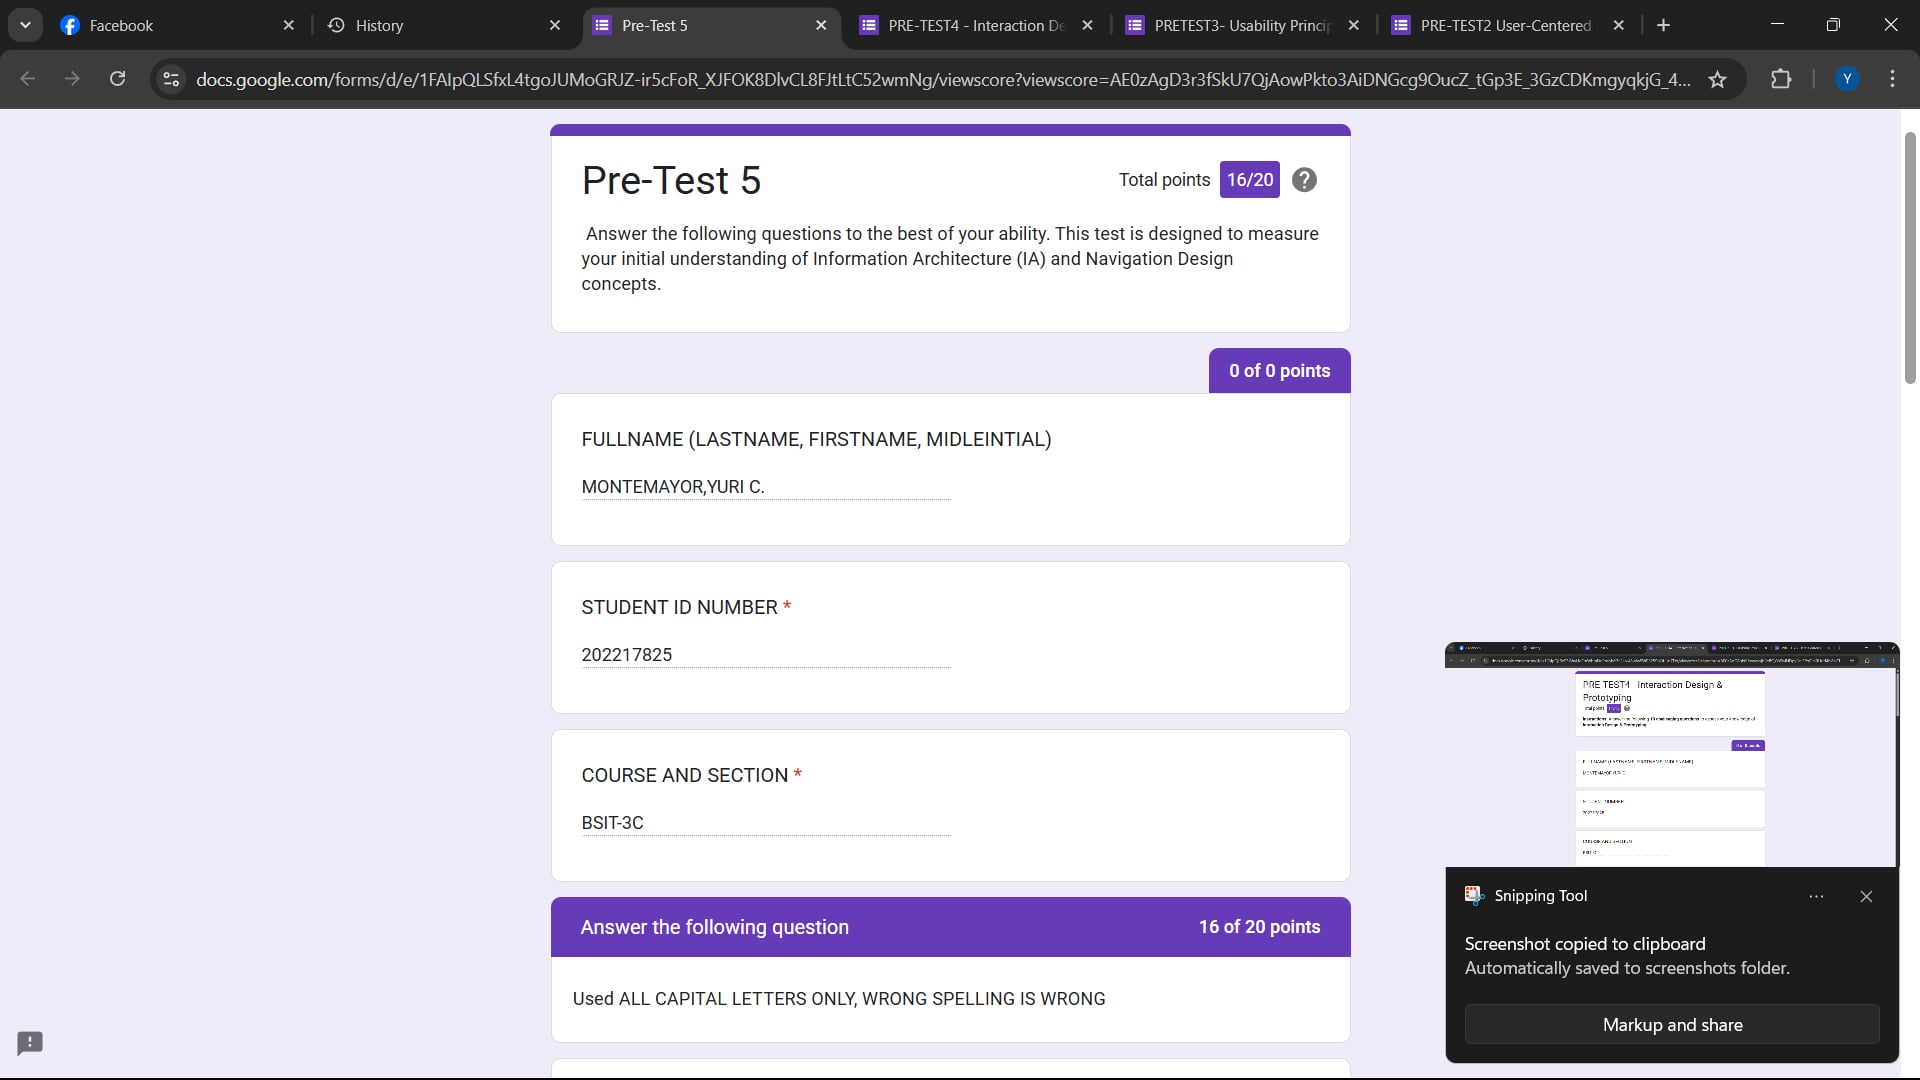 Facebook
History
Pre-Test 5
PRE-TEST4 - Interaction De
PRETEST3- Usability Princip
PRE-TEST2 User-Centered
docs.google.com/forms/d/e/1FAIpQLSfxL4tgoJUMoGRJZ-ir5cFoR_XJFOK8DlvCL8FJtLtC52wmNg/viewscore?viewscore=AE0zAgD3r3fSkU7QjAowPkto3AiDNGcg9OucZ_tGp3E_3GzCDKmgyqkjG_4...
Y
Pre-Test 5
Total points 16/20
Answer the following questions to the best of your ability. This test is designed to measure
your initial understanding of Information Architecture (IA) and Navigation Design
concepts.
0 of 0 points
FULLNAME (LASTNAME, FIRSTNAME, MIDLEINTIAL)
MONTEMAYOR,YURI C.
STUDENT ID NUMBER *
202217825
COURSE AND SECTION *
BSIT-3C
Answer the following question
16 of 20 points
Used ALL CAPITAL LETTERS ONLY, WRONG SPELLING IS WRONG
PRE TEST4 Interaction Design &
Prototyping
Snipping Tool
Screenshot copied to clipboard
Automatically saved to screenshots folder.
Markup and share